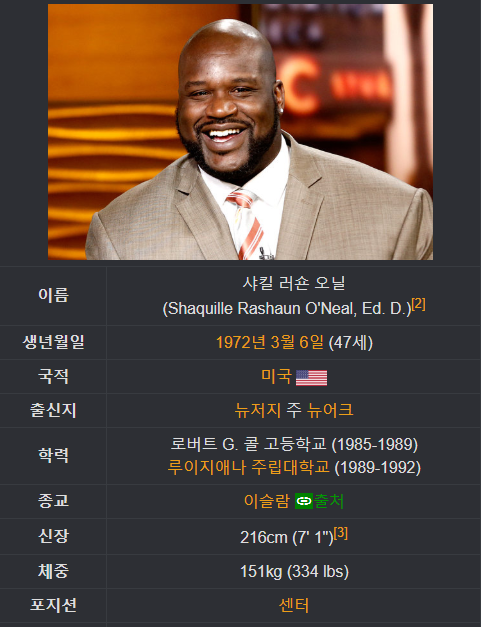 이름
샤킬 러숀 오닐
(Shaquille Rashaun O'Neal, Ed. D.)[2]
생년월일
1972년 3월 6일 (47세)
국적
미국
출신지
뉴저지 주 뉴어크
학력
로버트 G. 콜 고등학교 (1985-1989)
루이지애나 주립대학교 (1989-1992)
종교
이슬람 출처
신장
216cm (7' 1")[3]
체중
151kg (334 lbs)
포지션
센터